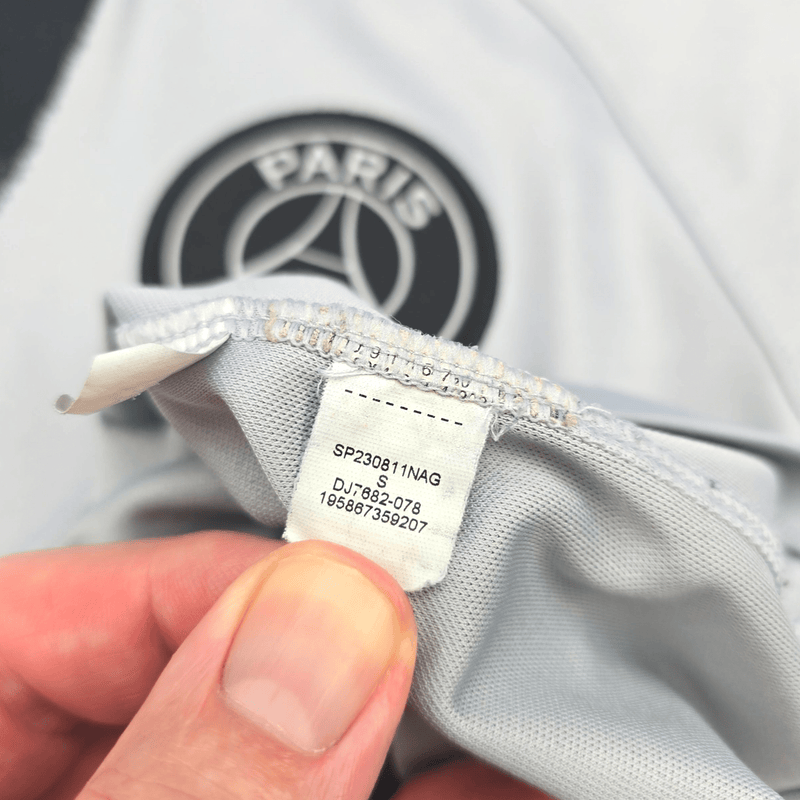 PARIS
SP230811NAG
S
DJ7682-078
195867359207